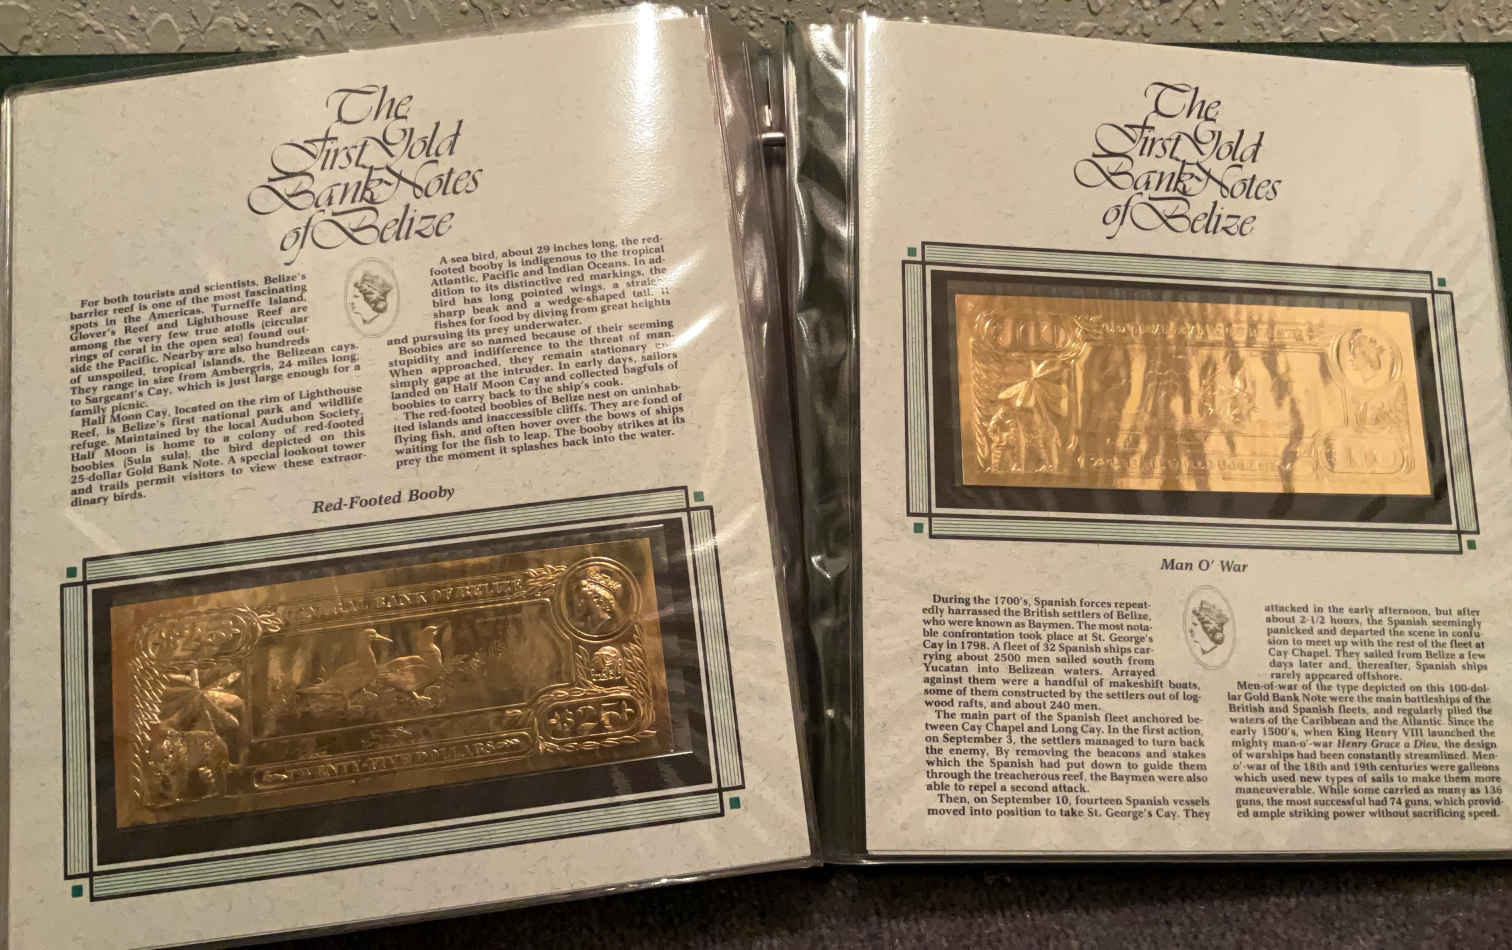 The
First Gold
Bank Notes
of Belize
For both tourists and scientists, Belize's
barrier reef is one of the most fascinating
spots in the Americas. Turneffe Island,
Glover's Reef and Lighthouse Reef are
among the very few true atolls (circular
rings of coral in the open sea) found out-
side the Pacific. Nearby are also hundreds
of unspoiled, tropical islands, the Belizean cays.
They range in size from Ambergris, 24 miles long,
to Sargeant's Cay, which is just large enough for a
family picnic.
Half Moon Cay, located on the rim of Lighthouse
Reef, is Belize's first national park and wildlife
refuge. Maintained by the local Audubon Society,
Half Moon is home to a colony of red-footed
boobies (Sula sula), the bird depicted on this
25-dollar Gold Bank Note. A special lookout tower
and trails permit visitors to view these extraor-
dinary birds.
A sea bird, about 29 inches long, the red-
footed booby is indigenous to the tropical
Atlantic, Pacific and Indian Oceans. In ad-
dition to its distinctive red markings, the
bird has long pointed wings, a
sharp beak and a wedge-shaped tail. It
fishes for food by diving from great heights
and pursuing its prey underwater.
Boobies are so named because of their seeming
stupidity and indifference to the threat of man.
When approached, they remain stationary
simply gape at the intruder. In early days, sailors
landed on Half Moon Cay and collected bagfuls of
boobies to carry back to the ship's cook.
The red-footed boobies of Belize nest on uninhab-
ited islands and inaccessible cliffs. They are fond of
flying fish, and often hover over the bows of ships
waiting for the fish to leap. The booby strikes at its
prey the moment it splashes back into the water.
Red-Footed Booby
$25
CENTRAL BANK OF BELIZE
$25
TWENTY-FIVE DOLLARS
The
First Gold
Bank Notes
of Belize
100
100
Man O' War
During the 1700's, Spanish forces repeat-
edly harrassed the British settlers of Belize,
who were known as Baymen. The most nota-
ble confrontation took place at St. George's
Cay in 1798. A fleet of 32 Spanish ships car-
rying about 2500 men sailed south from
Yucatan into Belizean waters. Arrayed
against them were a handful of makeshift boats,
some of them constructed by the settlers out of log-
wood rafts, and about 240 men.
The main part of the Spanish fleet anchored be-
tween Cay Chapel and Long Cay. In the first action,
on September 3, the settlers managed to turn back
the enemy. By removing the beacons and stakes
which the Spanish had put down to guide them
through the treacherous reef, the Baymen were also
able to repel a second attack.
Then, on September 10, fourteen Spanish vessels
moved into position to take St. George's Cay. They
attacked in the early afternoon, but after
about 2-1/2 hours, the Spanish seemingly
panicked and departed the scene in confu-
sion to meet up with the rest of the fleet at
Cay Chapel. They sailed from Belize a few
days later and, thereafter, Spanish ships
rarely appeared offshore.
Men-of-war of the type depicted on this 100-dol-
lar Gold Bank Note were the main battleships of the
British and Spanish fleets, and regularly plied the
waters of the Caribbean and the Atlantic. Since the
early 1500's, when King Henry VIII launched the
mighty man-o'-war Henry Grace a Dieu, the design
of warships had been constantly streamlined. Men-
o'-war of the 18th and 19th centuries were galleons
which used new types of sails to make them more
maneuverable. While some carried as many as 136
guns, the most successful had 74 guns, which provid-
ed ample striking power without sacrificing speed.